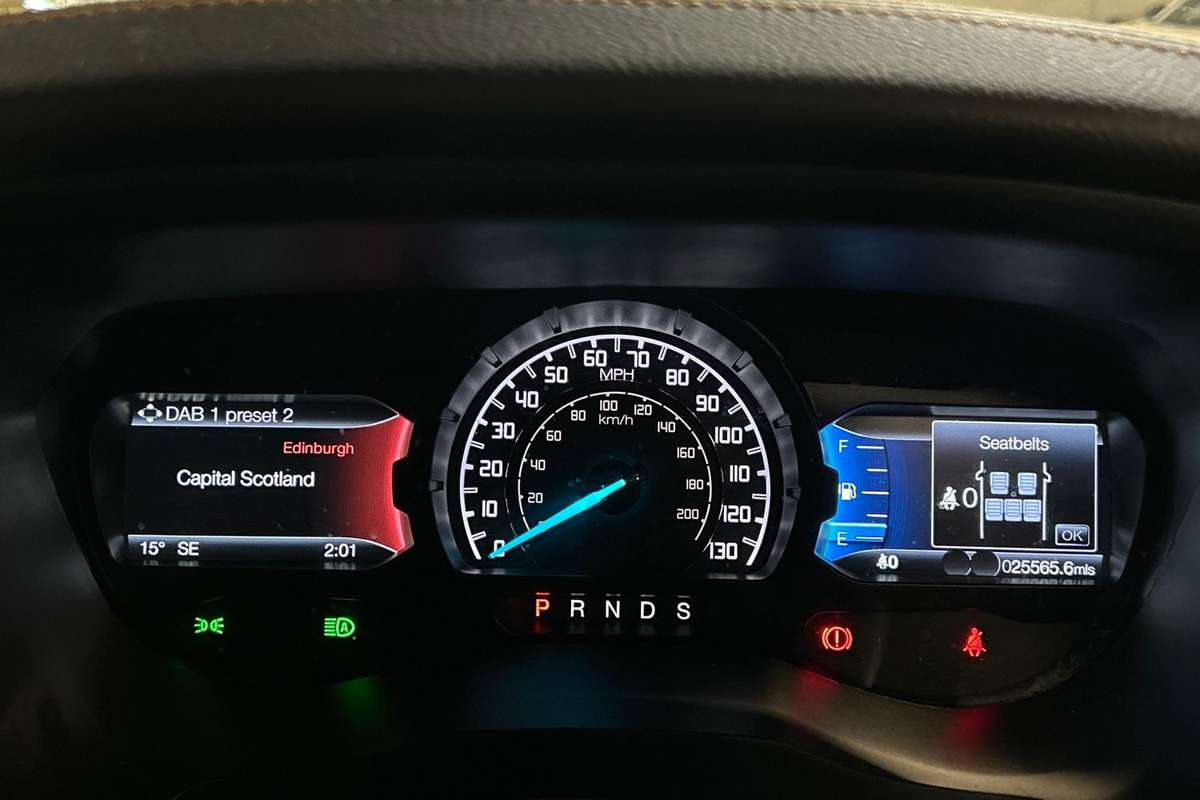 DAB 1 preset 2
Edinburgh
Capital Scotland
15° SE 2:01
0 10 20 30 40 50 60 70 80 90 100 110 120 130
MPH
20 40 60 80 100 120 140 160 180 200
km/h
P R N D S
F
E
Seatbelts
0
OK
0
025565.6mls
A